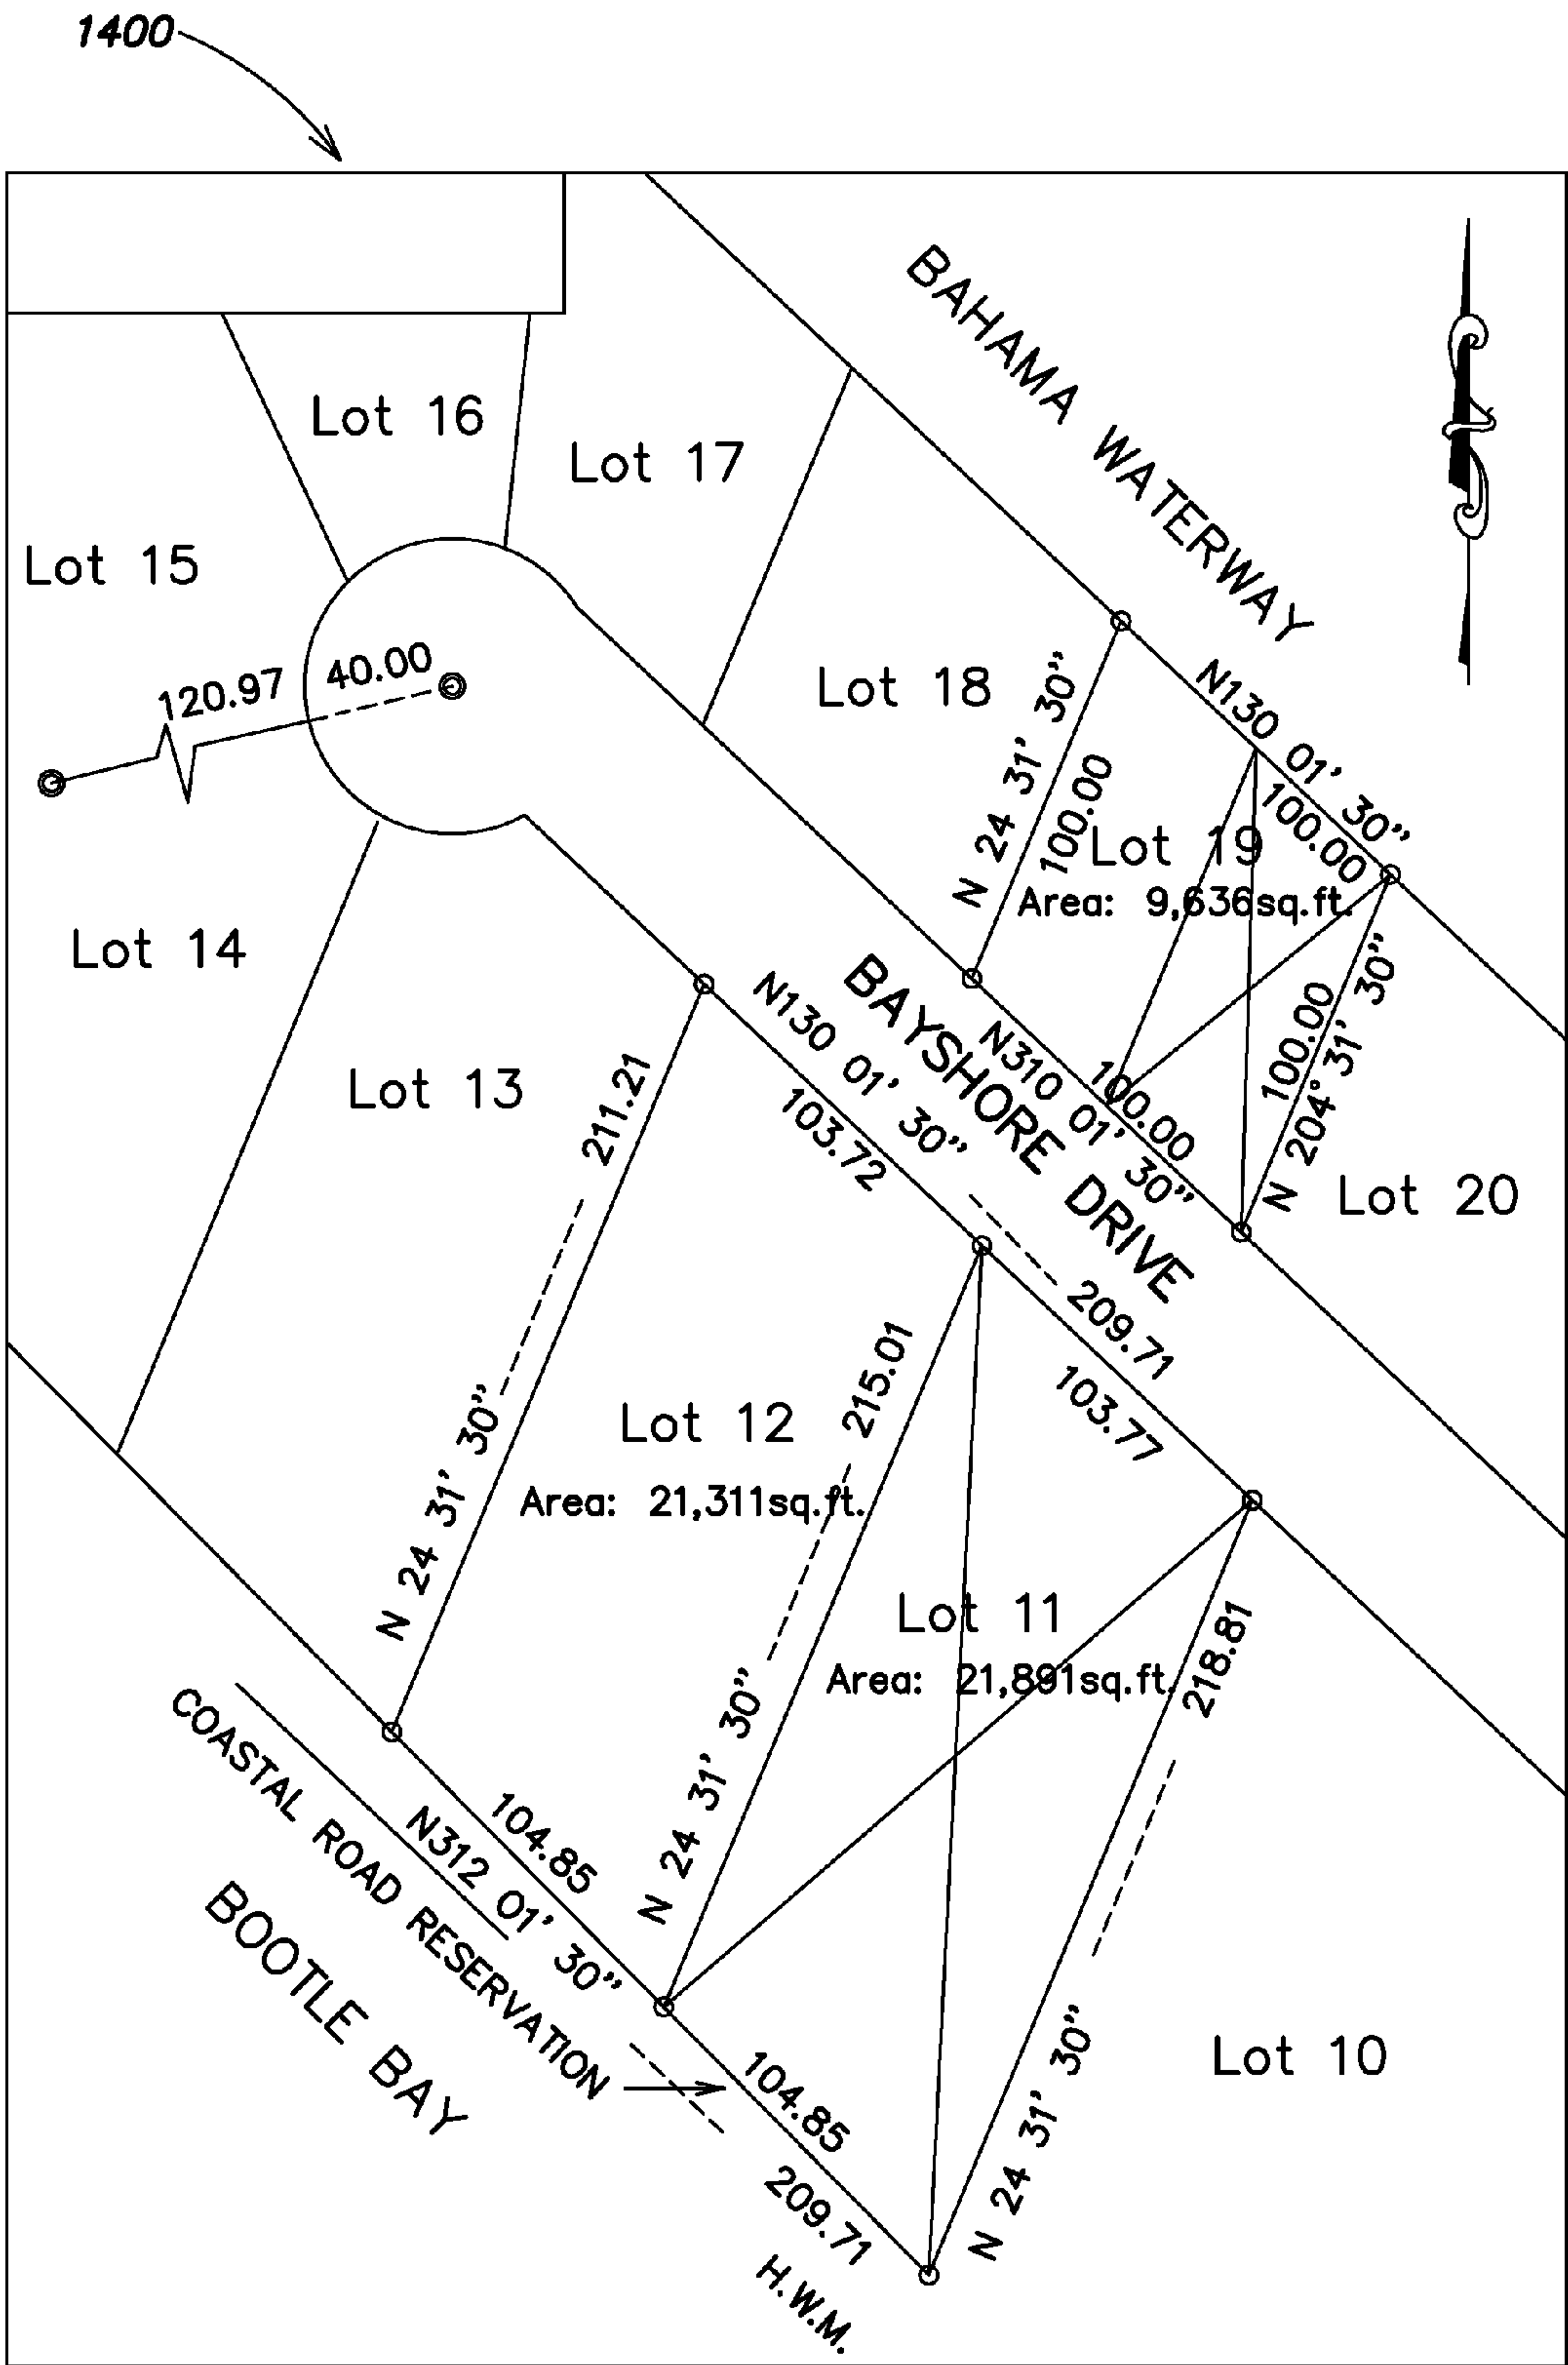 1400
BAHAMA WATERWAY
Lot 16
Lot 17
Lot 15
120.97
40.00
Lot 18
N 24 31' 30"
100.00
N130 01' 30"
100.00
Lot 19
Area: 9,636sq.ft.
Lot 14
BAYSHORE DRIVE
N310 01' 30"
100.00
100.00
N 204° 31' 30"
Lot 20
Lot 13
211.21
N 24 31' 30"
N130 01' 30"
103.72
209.71
103.77
Lot 12
Area: 21,311sq.ft.
215.01
N 24 31' 30"
Lot 11
Area: 21,891sq.ft.
218.81
N 24 31' 30"
COASTAL ROAD RESERVATION
N312 01' 30"
104.85
BOOTLE BAY
Lot 10
104.85
209.71
H.W.M.